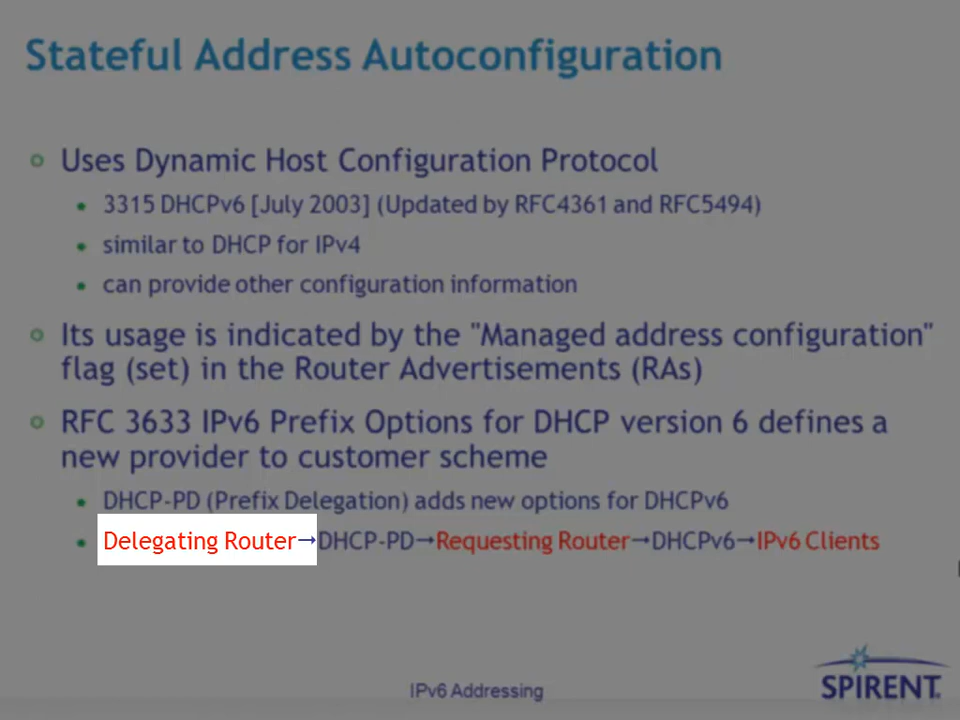 Stateful Address Autoconfiguration
Uses Dynamic Host Configuration Protocol
3315 DHCPv6 [July 2003] (Updated by RFC4361 and RFC5494)
similar to DHCP for IPv4
can provide other configuration information
Its usage is indicated by the "Managed address configuration"
flag (set) in the Router Advertisements (RAs)
RFC 3633 IPv6 Prefix Options for DHCP version 6 defines a
new provider to customer scheme
DHCP-PD (Prefix Delegation) adds new options for DHCPv6
Delegating Router→DHCP-PD→Requesting Router→DHCPv6→IPv6 Clients
IPv6 Addressing
SPIRENT